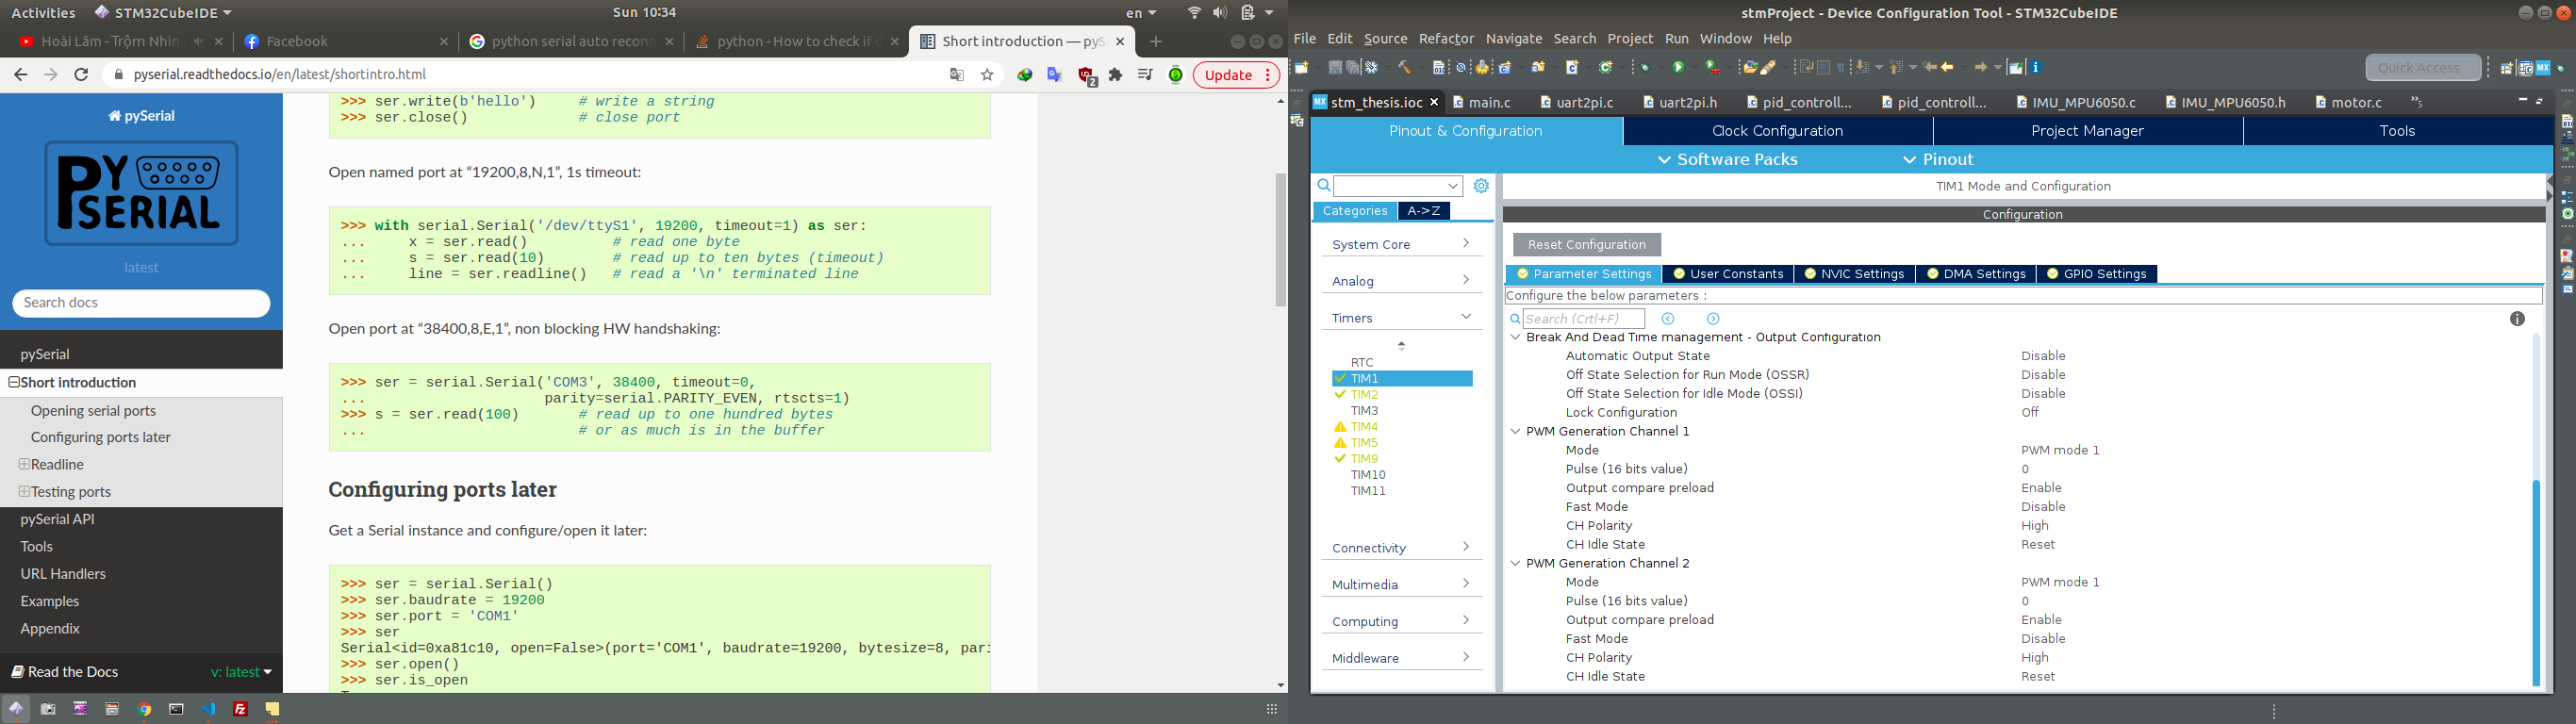 Activities
STM32CubeIDE
Sun 10:34
en
Hoài Lâm - Trộm Nhìn
Facebook
python serial auto reconn
python - How to check if
Short introduction — pyS
pyserial.readthedocs.io/en/latest/shortintro.html
2
Update
pySerial
PY
SERIAL
latest
Search docs
pySerial
Short introduction
Opening serial ports
Configuring ports later
Readline
Testing ports
pySerial API
Tools
URL Handlers
Examples
Appendix
Read the Docs
v: latest
>>> ser.write(b'hello')     # write a string
>>> ser.close()             # close port
Open named port at “19200,8,N,1”, 1s timeout:
>>> with serial.Serial('/dev/ttyS1', 19200, timeout=1) as ser:
...     x = ser.read()          # read one byte
...     s = ser.read(10)        # read up to ten bytes (timeout)
...     line = ser.readline()   # read a '\n' terminated line
Open port at “38400,8,E,1”, non blocking HW handshaking:
>>> ser = serial.Serial('COM3', 38400, timeout=0,
...                     parity=serial.PARITY_EVEN, rtscts=1)
>>> s = ser.read(100)       # read up to one hundred bytes
...                         # or as much is in the buffer
Configuring ports later
Get a Serial instance and configure/open it later:
>>> ser = serial.Serial()
>>> ser.baudrate = 19200
>>> ser.port = 'COM1'
>>> ser
Serial<id=0xa81c10, open=False>(port='COM1', baudrate=19200, bytesize=8, pari
>>> ser.open()
>>> ser.is_open
stmProject - Device Configuration Tool - STM32CubeIDE
File Edit Source Refactor Navigate Search Project Run Window Help
Quick Access
MX
MX stm_thesis.ioc
main.c
uart2pi.c
uart2pi.h
pid_controll...
pid_controll...
IMU_MPU6050.c
IMU_MPU6050.h
motor.c
»5
Pinout & Configuration
Clock Configuration
Project Manager
Tools
Software Packs
Pinout
Categories
A->Z
System Core
Analog
Timers
RTC
TIM1
TIM2
TIM3
TIM4
TIM5
TIM9
TIM10
TIM11
Connectivity
Multimedia
Computing
Middleware
TIM1 Mode and Configuration
Configuration
Reset Configuration
Parameter Settings
User Constants
NVIC Settings
DMA Settings
GPIO Settings
Configure the below parameters :
Search (Crtl+F)
Break And Dead Time management - Output Configuration
Automatic Output State Disable
Off State Selection for Run Mode (OSSR) Disable
Off State Selection for Idle Mode (OSSI) Disable
Lock Configuration Off
PWM Generation Channel 1
Mode PWM mode 1
Pulse (16 bits value) 0
Output compare preload Enable
Fast Mode Disable
CH Polarity High
CH Idle State Reset
PWM Generation Channel 2
Mode PWM mode 1
Pulse (16 bits value) 0
Output compare preload Enable
Fast Mode Disable
CH Polarity High
CH Idle State Reset